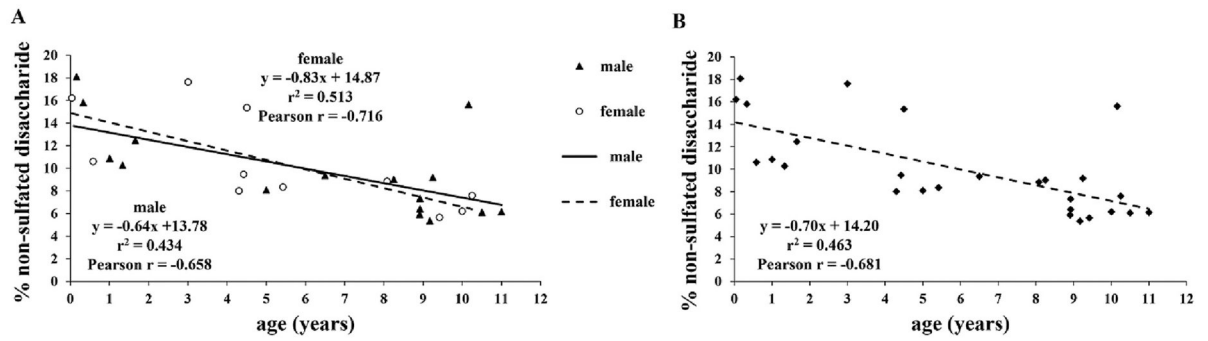 A
% non-sulfated disaccharide
20
18
16
14
12
10
8
6
4
2
0
0 1 2 3 4 5 6 7 8 9 10 11 12
age (years)
female
y = -0.83x + 14.87
r² = 0.513
Pearson r = -0.716
male
y = -0.64x +13.78
r² = 0.434
Pearson r = -0.658
male
female
male
female
B
% non-sulfated disaccharide
20
18
16
14
12
10
8
6
4
2
0
0 1 2 3 4 5 6 7 8 9 10 11 12
age (years)
y = -0.70x + 14.20
r² = 0.463
Pearson r = -0.681